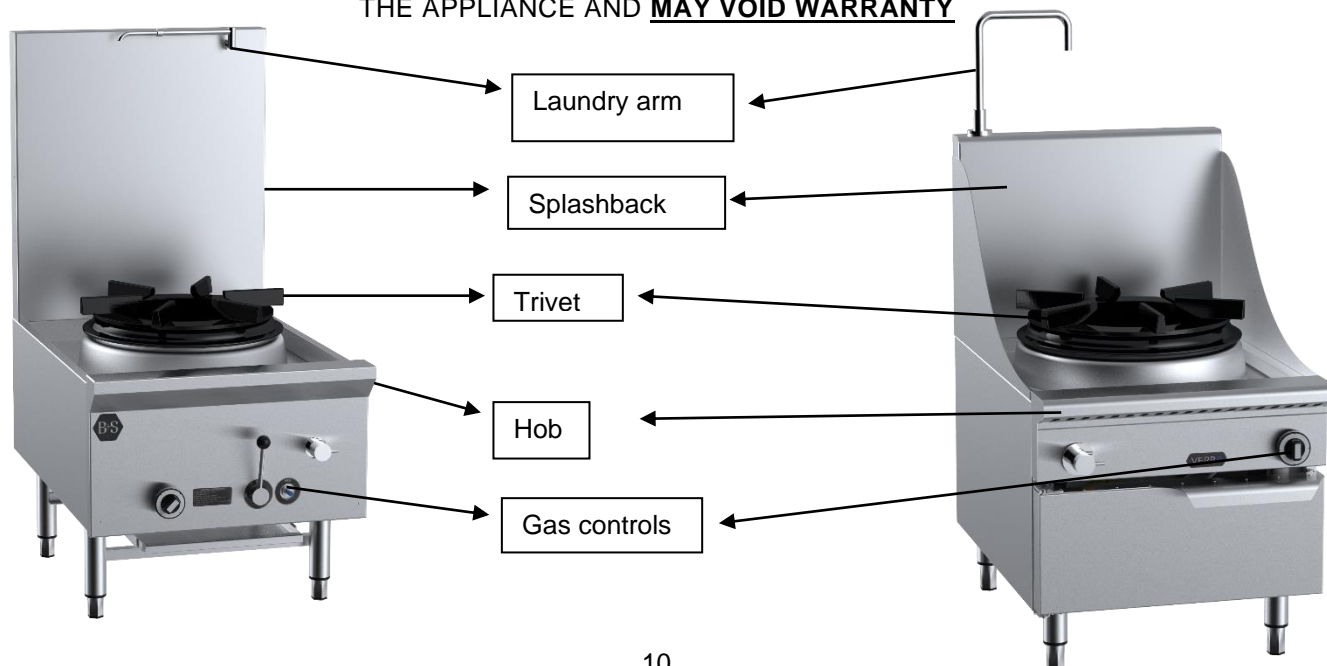 THE APPLIANCE AND MAY VOID WARRANTY
Laundry arm
Splashback
Trivet
Hob
Gas controls
B+S
10